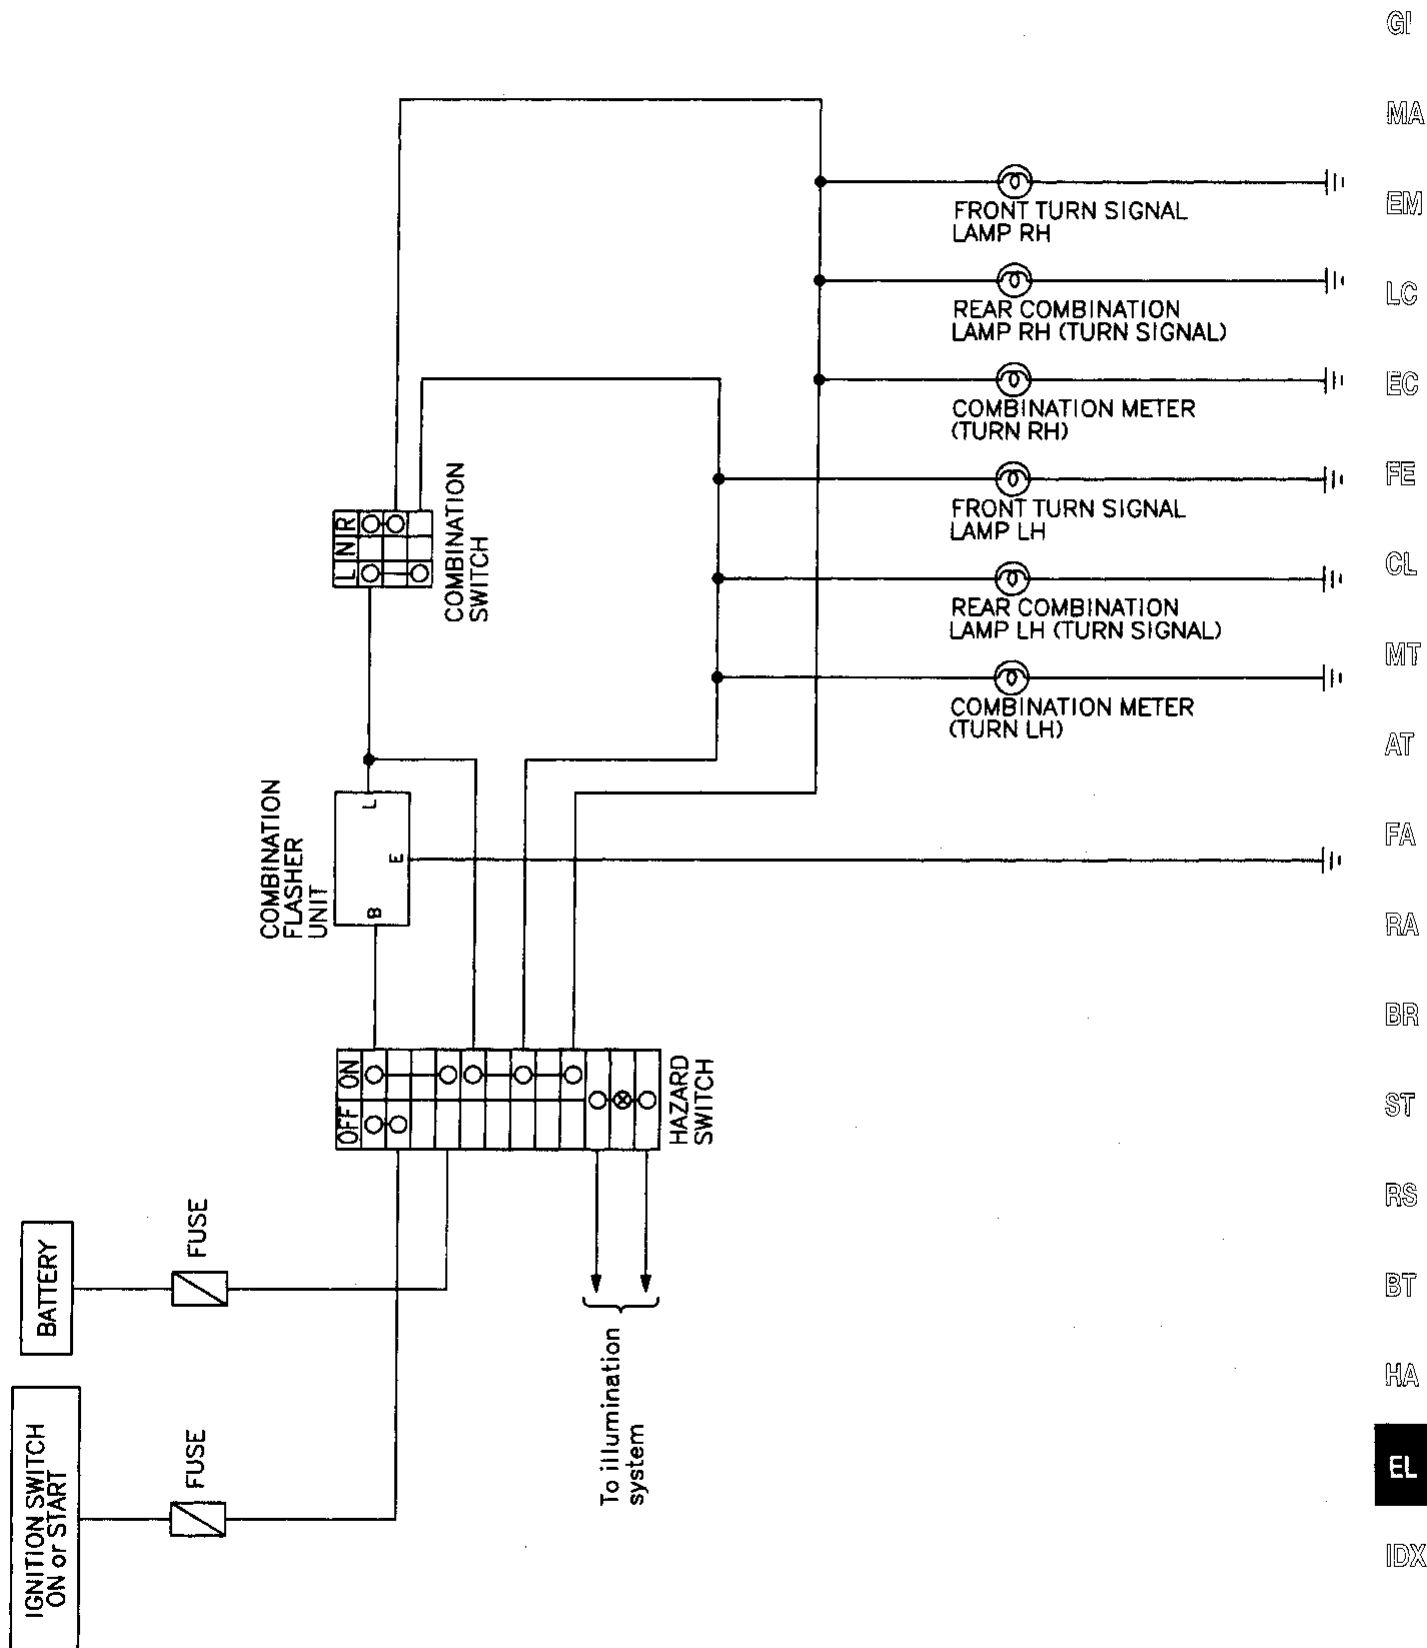 GI
MA
EM
LC
EC
FE
CL
MT
AT
FA
RA
BR
ST
RS
BT
HA
EL
IDX
FRONT TURN SIGNAL
LAMP RH
REAR COMBINATION
LAMP RH (TURN SIGNAL)
COMBINATION METER
(TURN RH)
FRONT TURN SIGNAL
LAMP LH
REAR COMBINATION
LAMP LH (TURN SIGNAL)
COMBINATION METER
(TURN LH)
L N R
COMBINATION
SWITCH
COMBINATION
FLASHER
UNIT
L
E
B
OFF ON
HAZARD
SWITCH
BATTERY
FUSE
IGNITION SWITCH
ON or START
FUSE
To illumination
system